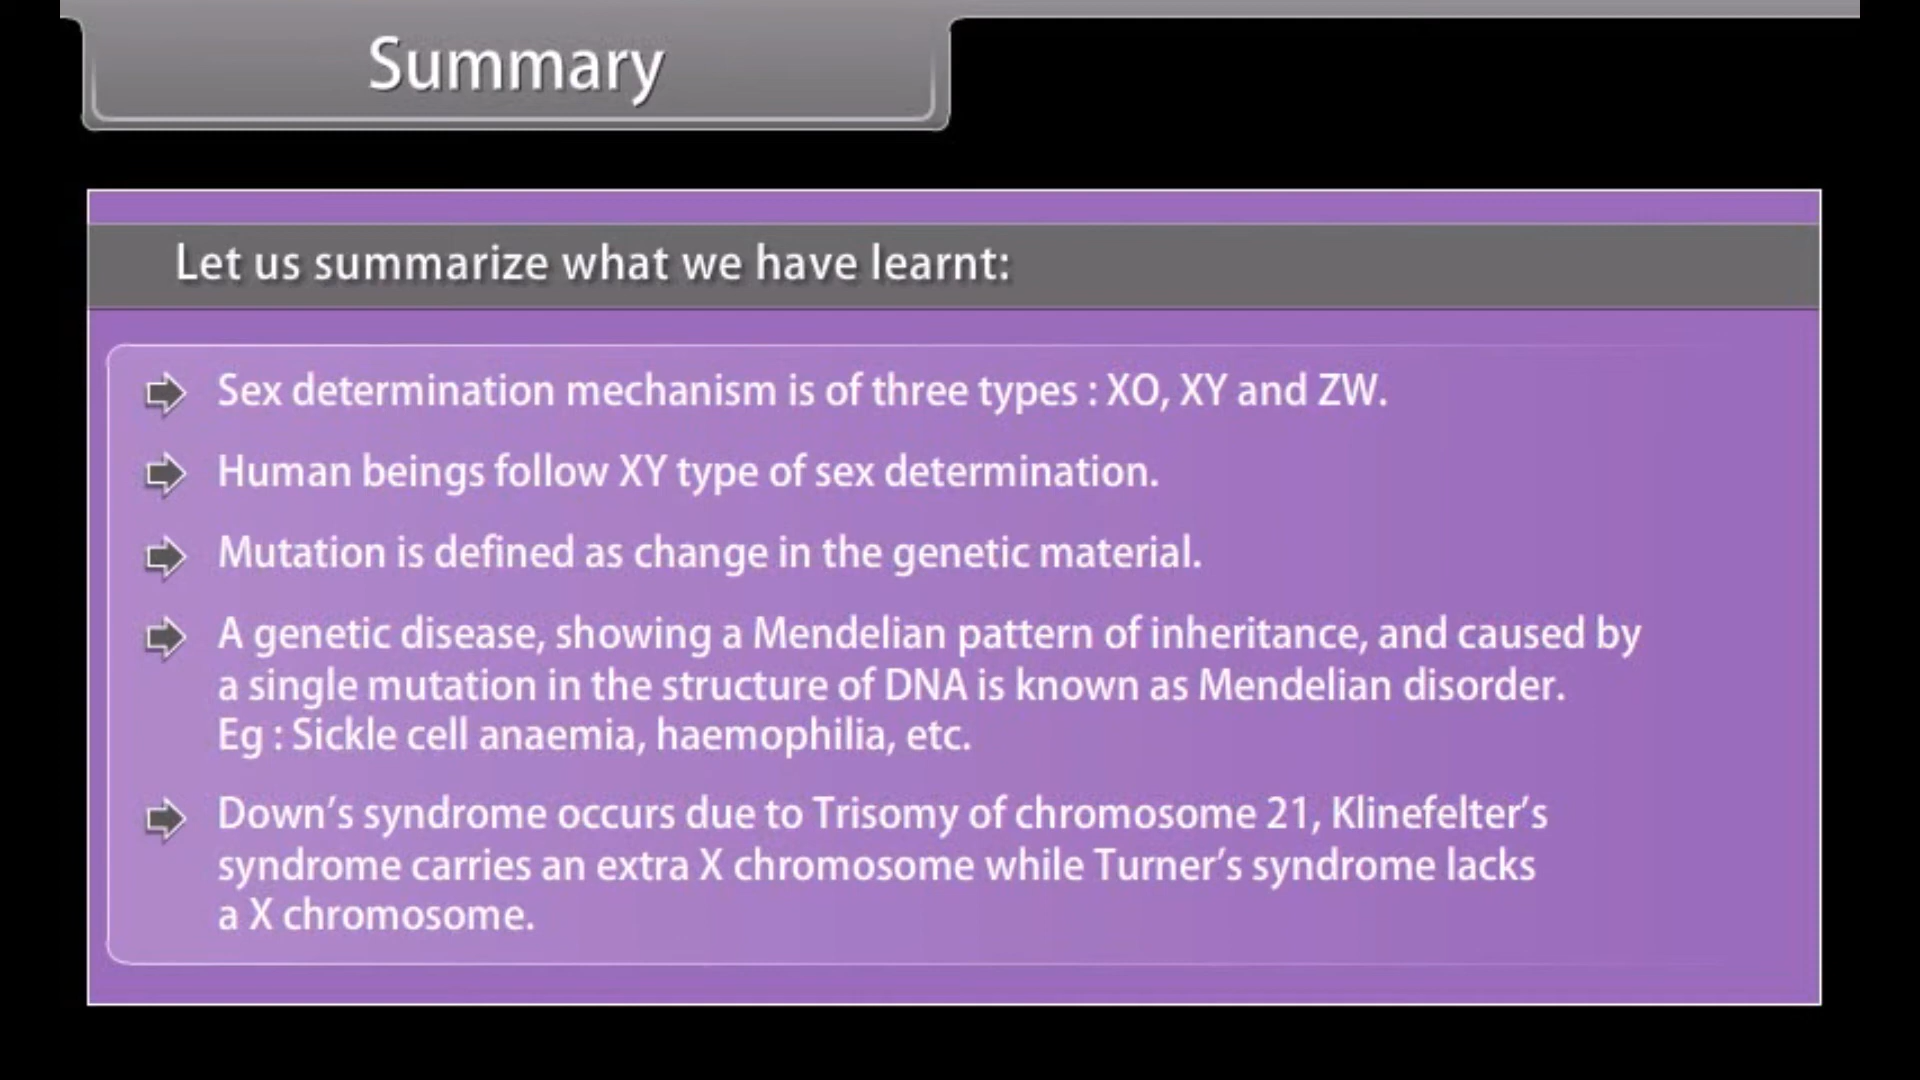 Summary
Let us summarize what we have learnt:
Sex determination mechanism is of three types : XO, XY and ZW.
Human beings follow XY type of sex determination.
Mutation is defined as change in the genetic material.
A genetic disease, showing a Mendelian pattern of inheritance, and caused by
a single mutation in the structure of DNA is known as Mendelian disorder.
Eg : Sickle cell anaemia, haemophilia, etc.
Down’s syndrome occurs due to Trisomy of chromosome 21, Klinefelter’s
syndrome carries an extra X chromosome while Turner’s syndrome lacks
a X chromosome.